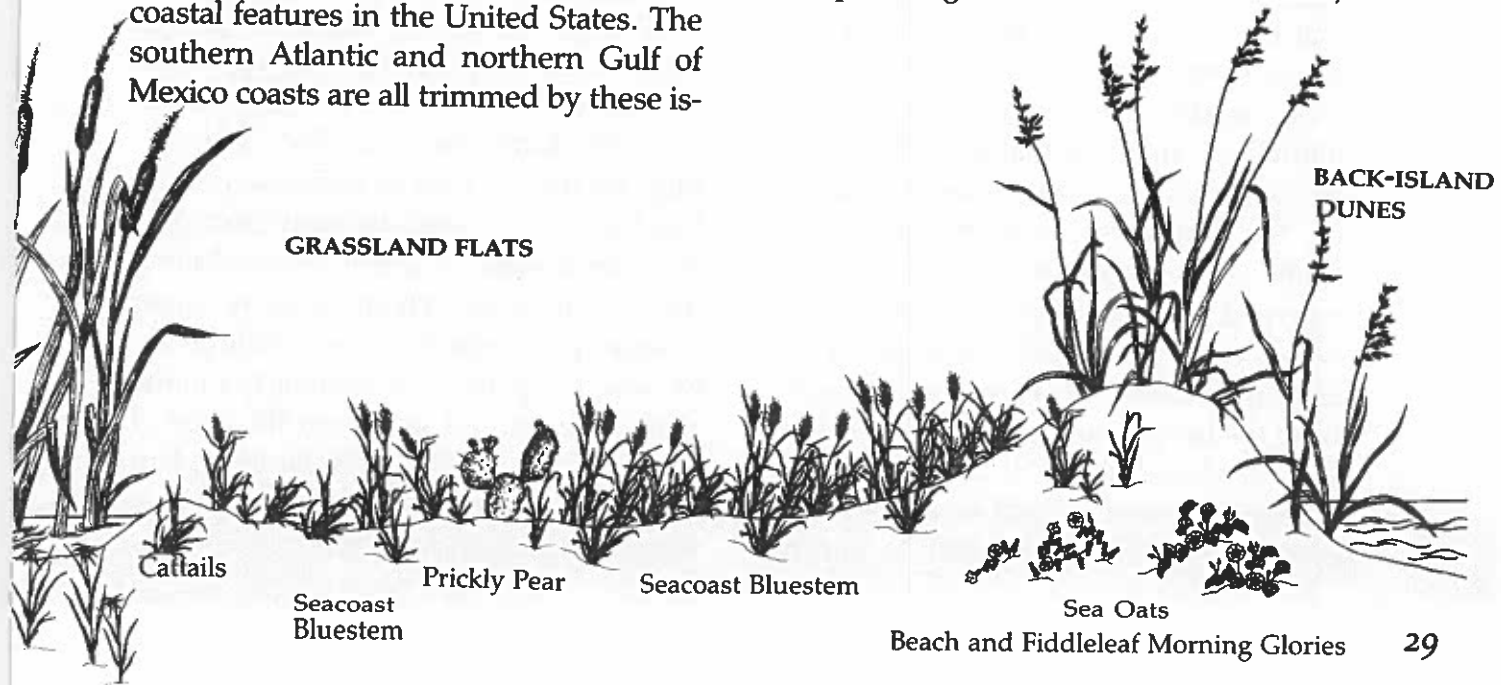 coastal features in the United States. The
southern Atlantic and northern Gulf of
Mexico coasts are all trimmed by these is-
GRASSLAND FLATS
BACK-ISLAND
DUNES
Cattails
Seacoast
Bluestem
Prickly Pear
Seacoast Bluestem
Sea Oats
Beach and Fiddleleaf Morning Glories
29